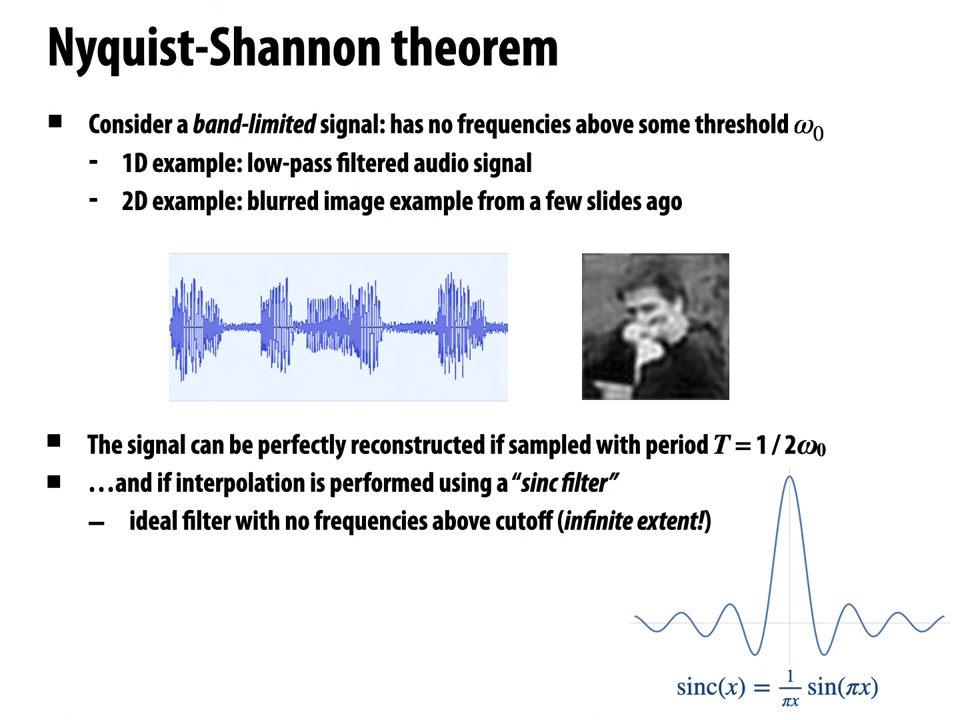 Nyquist-Shannon theorem
■ Consider a band-limited signal: has no frequencies above some threshold ω₀
- 1D example: low-pass filtered audio signal
- 2D example: blurred image example from a few slides ago
■ The signal can be perfectly reconstructed if sampled with period T = 1 / 2ω₀
■ …and if interpolation is performed using a “sinc filter”
– ideal filter with no frequencies above cutoff (infinite extent!)
sinc(x) = 1/πx sin(πx)